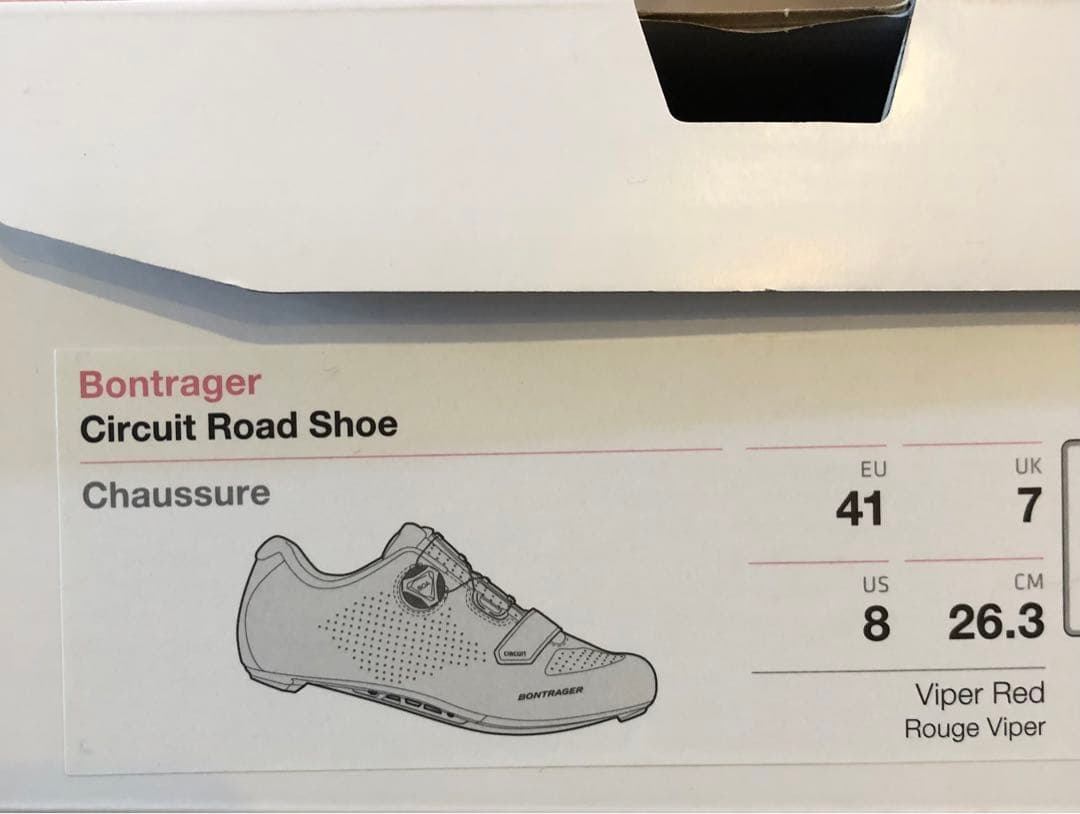 Bontrager
Circuit Road Shoe
Chaussure
EU
41
UK
7
US
8
CM
26.3
Viper Red
Rouge Viper
BOA
CIRCUIT
BONTRAGER